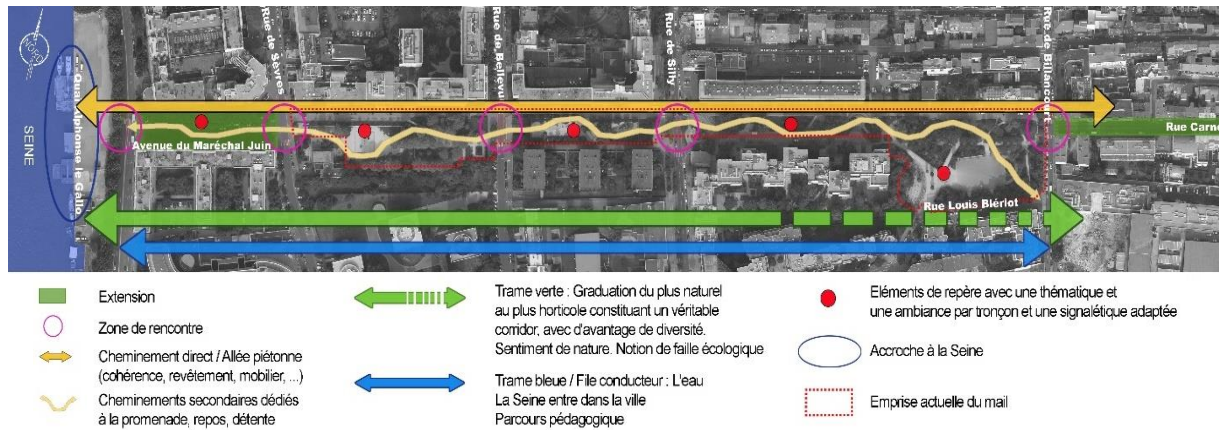 NORD
SEINE
Quai Alphonse le Gallo
Rue de Sèvres
Rue de Bellevue
Rue de Silly
Rue de Billancourt
Avenue du Maréchal Juin
Rue Louis Blériot
Extension
Zone de rencontre
Cheminement direct / Allée piétonne
(cohérence, revêtement, mobilier, ...)
Cheminements secondaires dédiés
à la promenade, repos, détente
Trame verte : Graduation du plus naturel
au plus horticole constituant un véritable
corridor, avec d'avantage de diversité.
Sentiment de nature. Notion de faille écologique
Trame bleue / File conducteur : L'eau
La Seine entre dans la ville
Parcours pédagogique
Eléments de repère avec une thématique et
une ambiance par tronçon et une signalétique adaptée
Accroche à la Seine
Emprise actuelle du mail